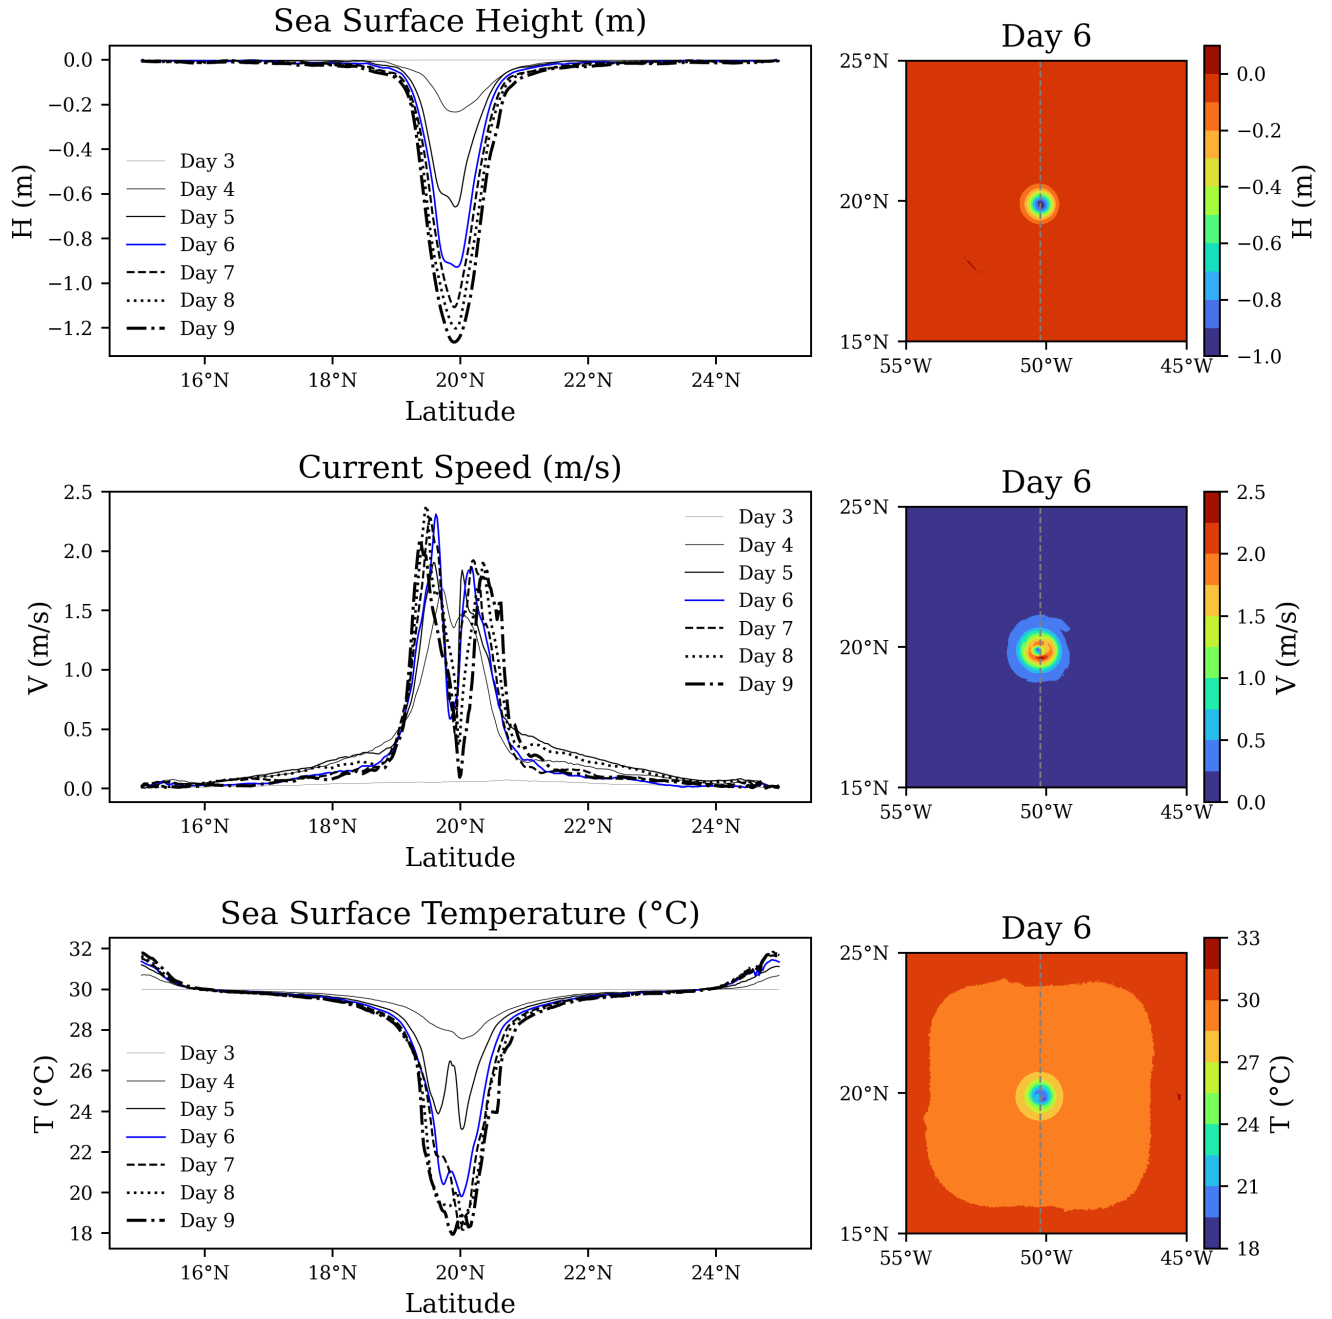 Sea Surface Height (m)
H (m)
0.0
−0.2
−0.4
−0.6
−0.8
−1.0
−1.2
Day 3
Day 4
Day 5
Day 6
Day 7
Day 8
Day 9
16°N 18°N 20°N 22°N 24°N
Latitude
Day 6
25°N
20°N
15°N
55°W 50°W 45°W
0.0
−0.2
−0.4
−0.6
−0.8
−1.0
H (m)
Current Speed (m/s)
V (m/s)
2.5
2.0
1.5
1.0
0.5
0.0
Day 3
Day 4
Day 5
Day 6
Day 7
Day 8
Day 9
16°N 18°N 20°N 22°N 24°N
Latitude
Day 6
25°N
20°N
15°N
55°W 50°W 45°W
2.5
2.0
1.5
1.0
0.5
0.0
V (m/s)
Sea Surface Temperature (°C)
T (°C)
32
30
28
26
24
22
20
18
Day 3
Day 4
Day 5
Day 6
Day 7
Day 8
Day 9
16°N 18°N 20°N 22°N 24°N
Latitude
Day 6
25°N
20°N
15°N
55°W 50°W 45°W
33
30
27
24
21
18
T (°C)